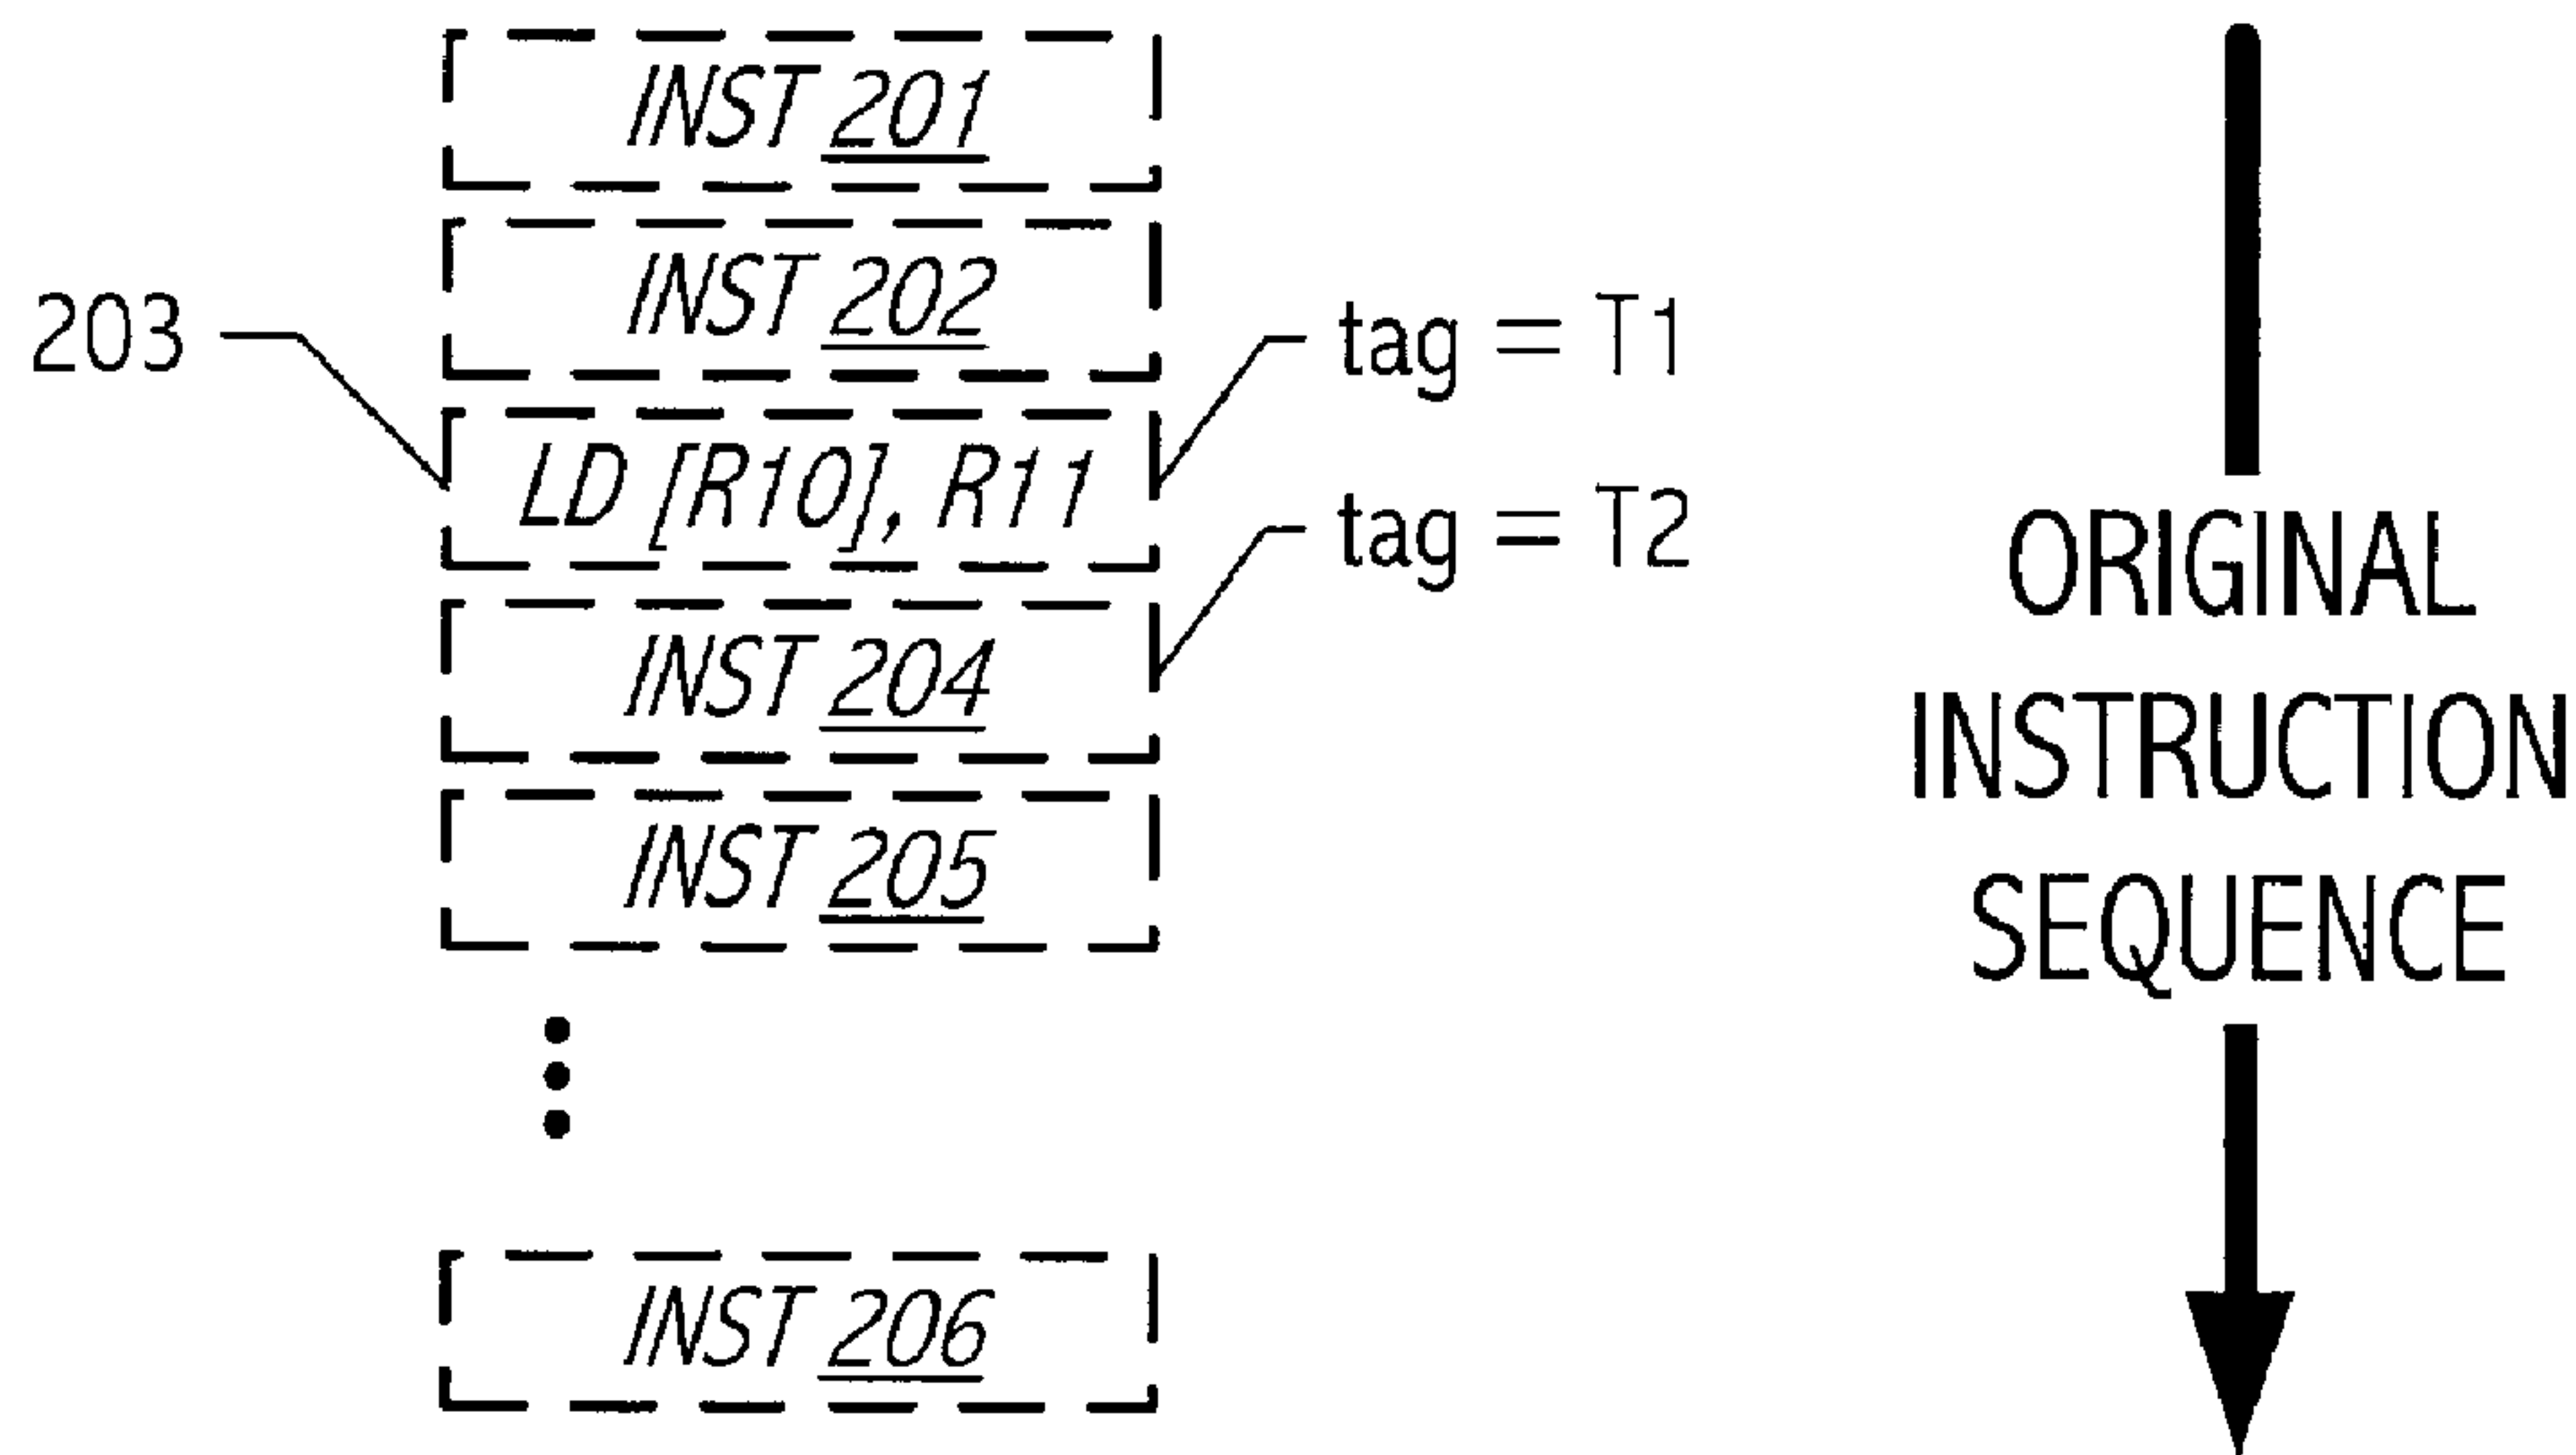 INST 201
INST 202
203
tag = T1
LD [R10], R11
tag = T2
INST 204
INST 205
INST 206
ORIGINAL
INSTRUCTION
SEQUENCE